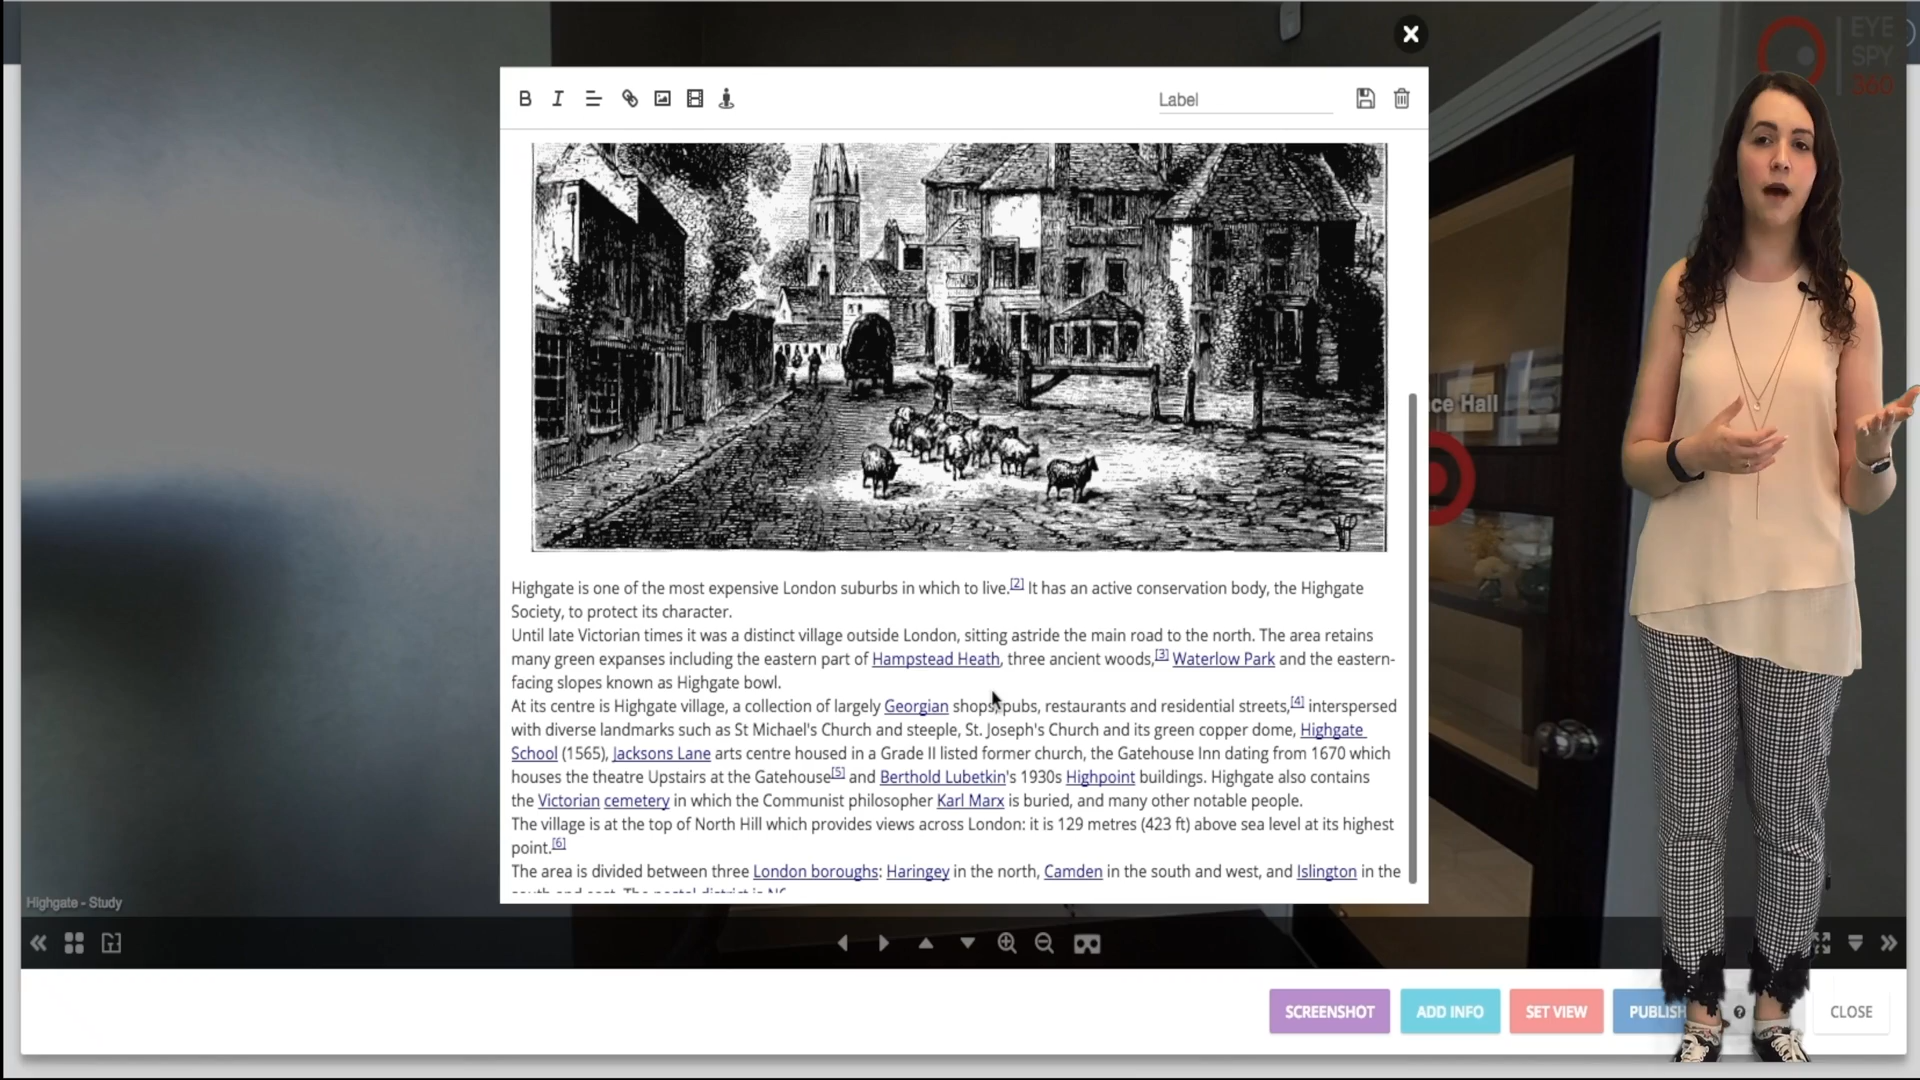 EYE
SPY
360
Label
ce Hall
Highgate is one of the most expensive London suburbs in which to live.[2] It has an active conservation body, the Highgate
Society, to protect its character.
Until late Victorian times it was a distinct village outside London, sitting astride the main road to the north. The area retains
many green expanses including the eastern part of Hampstead Heath, three ancient woods,[3] Waterlow Park and the eastern-
facing slopes known as Highgate bowl.
At its centre is Highgate village, a collection of largely Georgian shops, pubs, restaurants and residential streets,[4] interspersed
with diverse landmarks such as St Michael's Church and steeple, St. Joseph's Church and its green copper dome, Highgate
School (1565), Jacksons Lane arts centre housed in a Grade II listed former church, the Gatehouse Inn dating from 1670 which
houses the theatre Upstairs at the Gatehouse[5] and Berthold Lubetkin's 1930s Highpoint buildings. Highgate also contains
the Victorian cemetery in which the Communist philosopher Karl Marx is buried, and many other notable people.
The village is at the top of North Hill which provides views across London: it is 129 metres (423 ft) above sea level at its highest
point.[6]
The area is divided between three London boroughs: Haringey in the north, Camden in the south and west, and Islington in the
south and east. The postal district is N6.
Highgate - Study
SCREENSHOT
ADD INFO
SET VIEW
PUBLISH
?
CLOSE